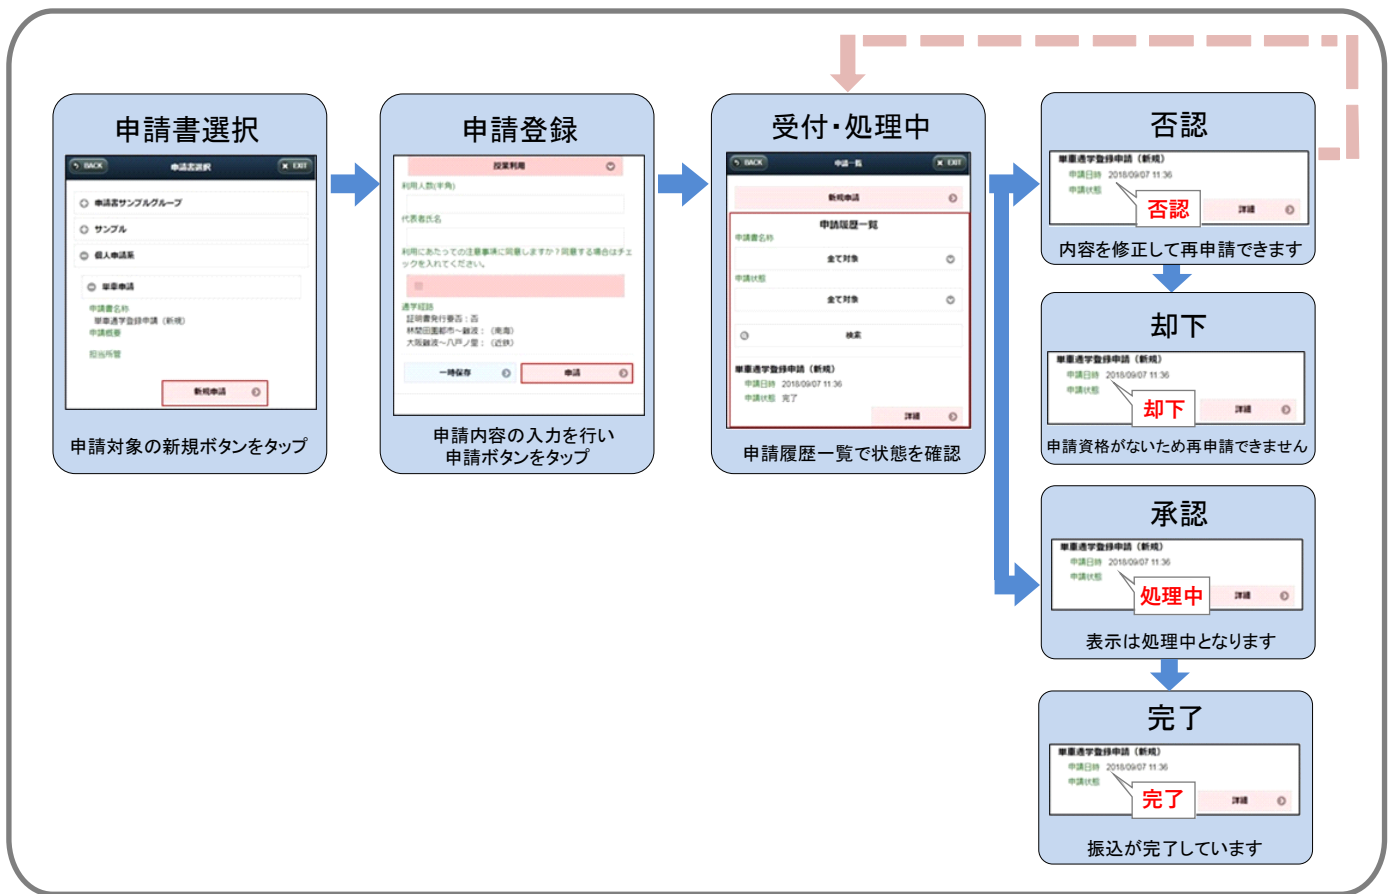 申請書選択
BACK
申請書選択
EXIT
申請書サンプルグループ
サンプル
個人申請系
単車申請
申請書名称
単車通学登録申請（新規）
申請概要
担当所管
新規申請
申請対象の新規ボタンをタップ
申請登録
授業利用
利用人数(半角)
代表者氏名
利用にあたっての注意事項に同意しますか？同意する場合はチェ
ックを入れてください。
通学経路
証明書発行要否：否
林間田園都市～難波：（南海）
大阪難波～八戸ノ里：（近鉄）
一時保存
申請
申請内容の入力を行い
申請ボタンをタップ
受付・処理中
BACK
申請一覧
EXIT
新規申請
申請履歴一覧
申請書名称
全て対象
申請状態
全て対象
検索
単車通学登録申請（新規）
申請日時 2018/09/07 11:36
申請状態 完了
詳細
申請履歴一覧で状態を確認
否認
単車通学登録申請（新規）
申請日時 2018/09/07 11:36
申請状態
否認
詳細
内容を修正して再申請できます
却下
単車通学登録申請（新規）
申請日時 2018/09/07 11:36
申請状態
却下
詳細
申請資格がないため再申請できません
承認
単車通学登録申請（新規）
申請日時 2018/09/07 11:36
申請状態
処理中
詳細
表示は処理中となります
完了
単車通学登録申請（新規）
申請日時 2018/09/07 11:36
申請状態
完了
詳細
振込が完了しています